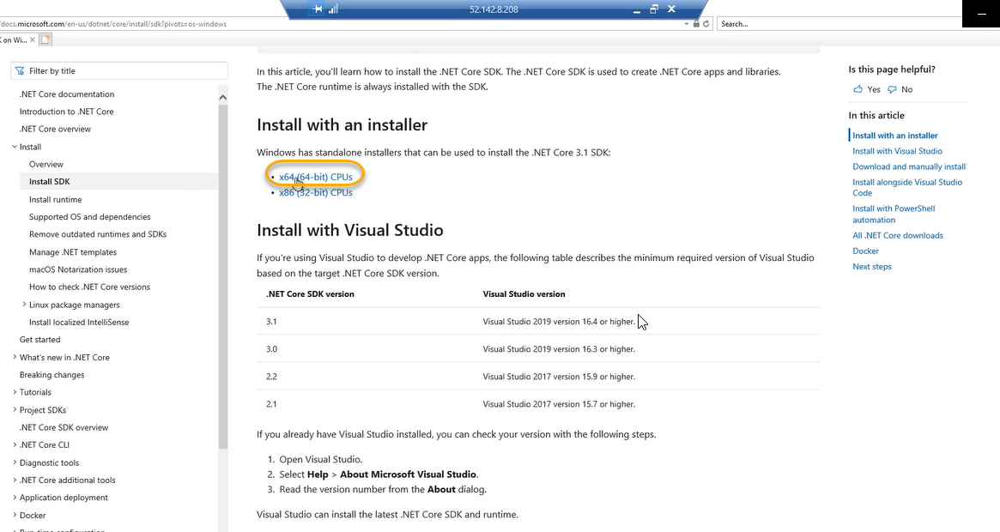 52.142.8.208
/docs.microsoft.com/en-us/dotnet/core/install/sdk?pivots=os-windows
Search...
K on Wi...
Filter by title
.NET Core documentation
Introduction to .NET Core
.NET Core overview
Install
Overview
Install SDK
Install runtime
Supported OS and dependencies
Remove outdated runtimes and SDKs
Manage .NET templates
macOS Notarization issues
How to check .NET Core versions
Linux package managers
Install localized IntelliSense
Get started
What's new in .NET Core
Breaking changes
Tutorials
Project SDKs
.NET Core SDK overview
.NET Core CLI
Diagnostic tools
.NET Core additional tools
Application deployment
Docker
Run-time configuration
In this article, you'll learn how to install the .NET Core SDK. The .NET Core SDK is used to create .NET Core apps and libraries.
The .NET Core runtime is always installed with the SDK.
Install with an installer
Windows has standalone installers that can be used to install the .NET Core 3.1 SDK:
• x64 (64-bit) CPUs
• x86 (32-bit) CPUs
Install with Visual Studio
If you're using Visual Studio to develop .NET Core apps, the following table describes the minimum required version of Visual Studio
based on the target .NET Core SDK version.
.NET Core SDK version Visual Studio version
3.1 Visual Studio 2019 version 16.4 or higher.
3.0 Visual Studio 2019 version 16.3 or higher.
2.2 Visual Studio 2017 version 15.9 or higher.
2.1 Visual Studio 2017 version 15.7 or higher.
If you already have Visual Studio installed, you can check your version with the following steps.
1. Open Visual Studio.
2. Select Help > About Microsoft Visual Studio.
3. Read the version number from the About dialog.
Visual Studio can install the latest .NET Core SDK and runtime.
Is this page helpful?
Yes No
In this article
Install with an installer
Install with Visual Studio
Download and manually install
Install alongside Visual Studio
Code
Install with PowerShell
automation
All .NET Core downloads
Docker
Next steps